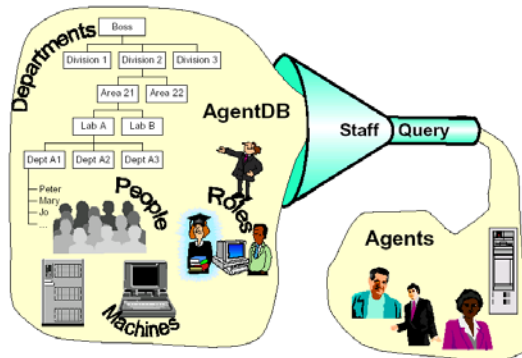 Departments
Boss
Division 1 Division 2 Division 3
Area 21 Area 22
AgentDB
Lab A Lab B
Dept A1 Dept A2 Dept A3
Peter
Mary
Jo
...
People
Roles
Machines
Staff Query
Agents